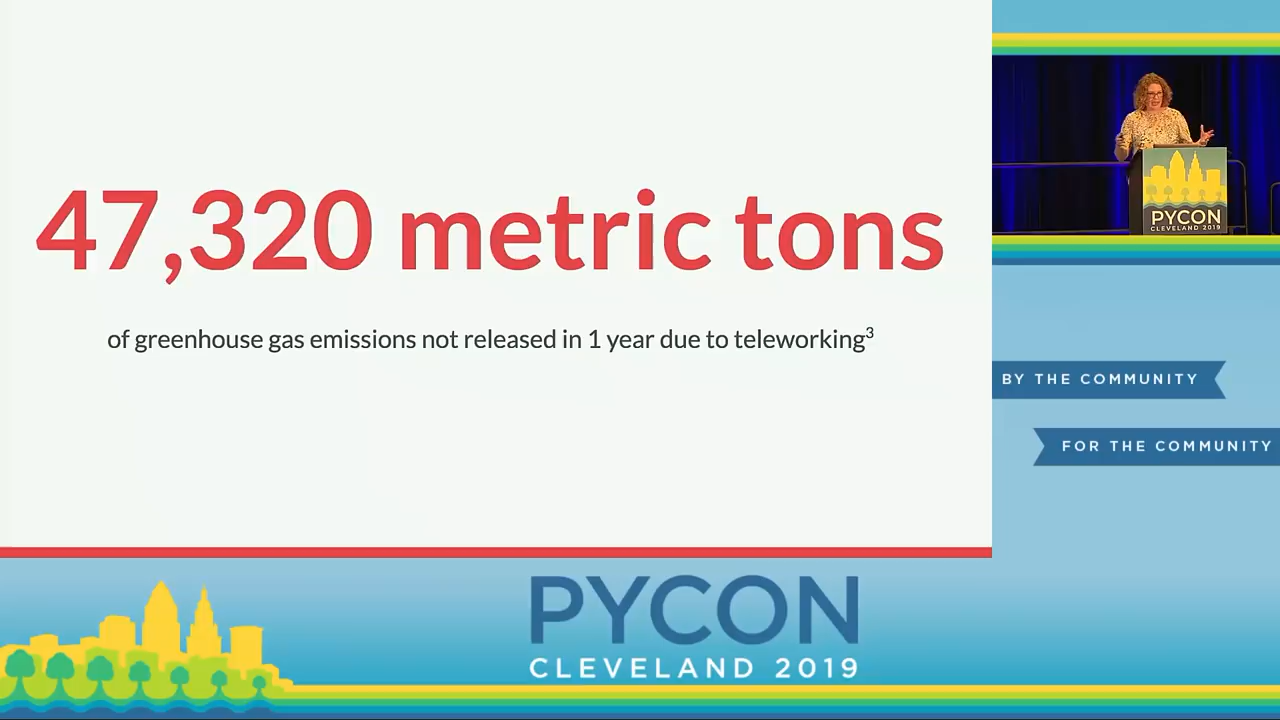 47,320 metric tons
of greenhouse gas emissions not released in 1 year due to teleworking³
PYCON
CLEVELAND 2019
BY THE COMMUNITY
FOR THE COMMUNITY
PYCON
CLEVELAND 2019